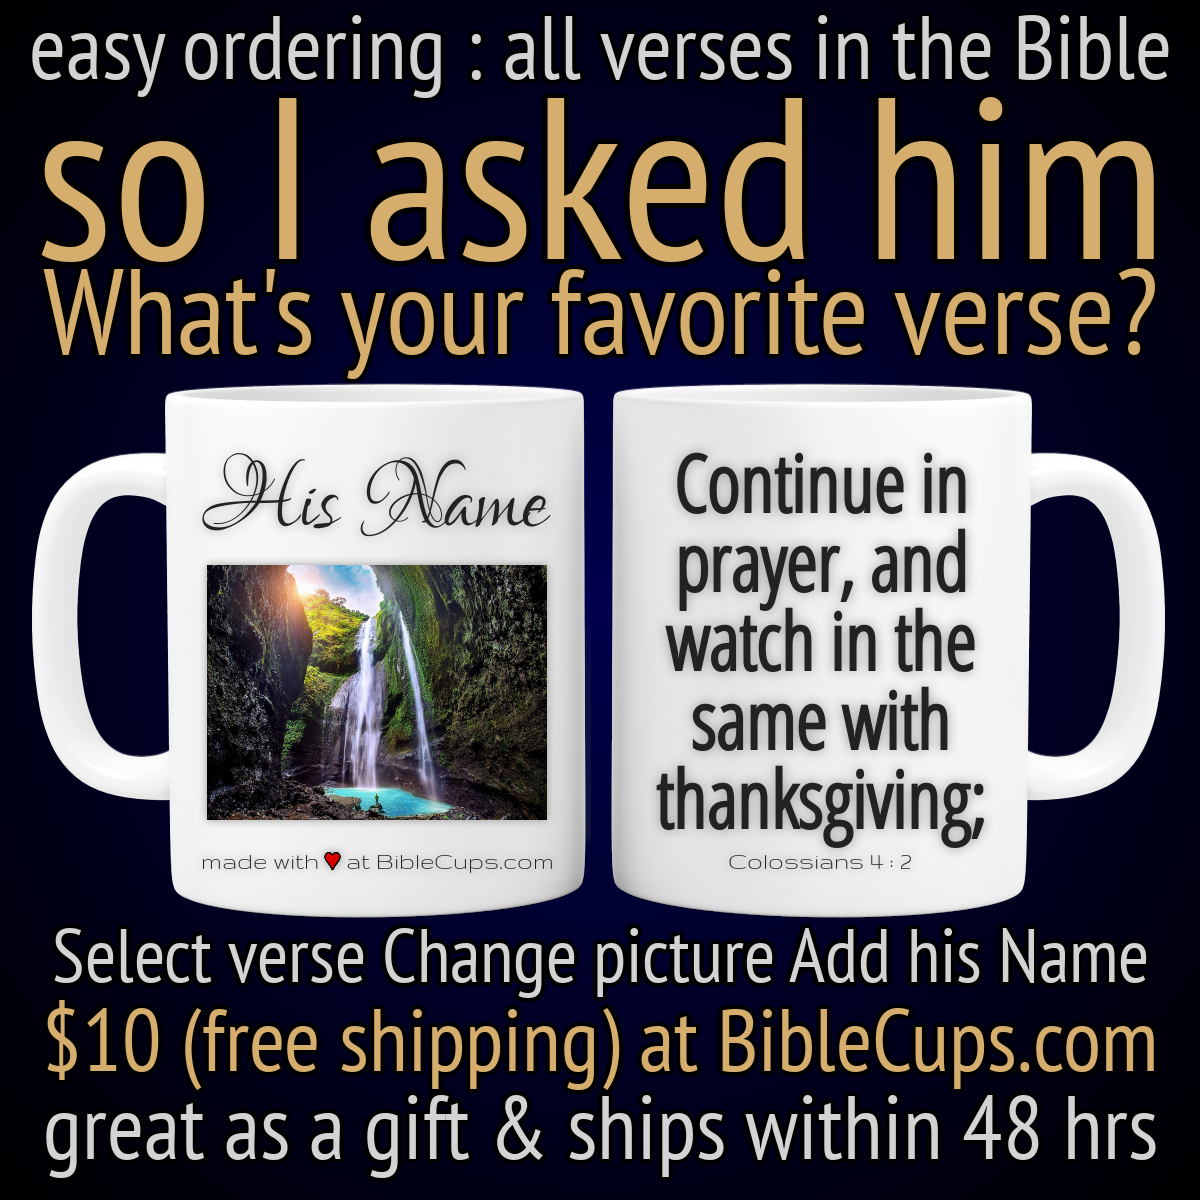 easy ordering : all verses in the Bible
so I asked him
What's your favorite verse?
His Name
made with ♥ at BibleCups.com
Continue in
prayer, and
watch in the
same with
thanksgiving;
Colossians 4:2
Select verse Change picture Add his Name
$10 (free shipping) at BibleCups.com
great as a gift & ships within 48 hrs